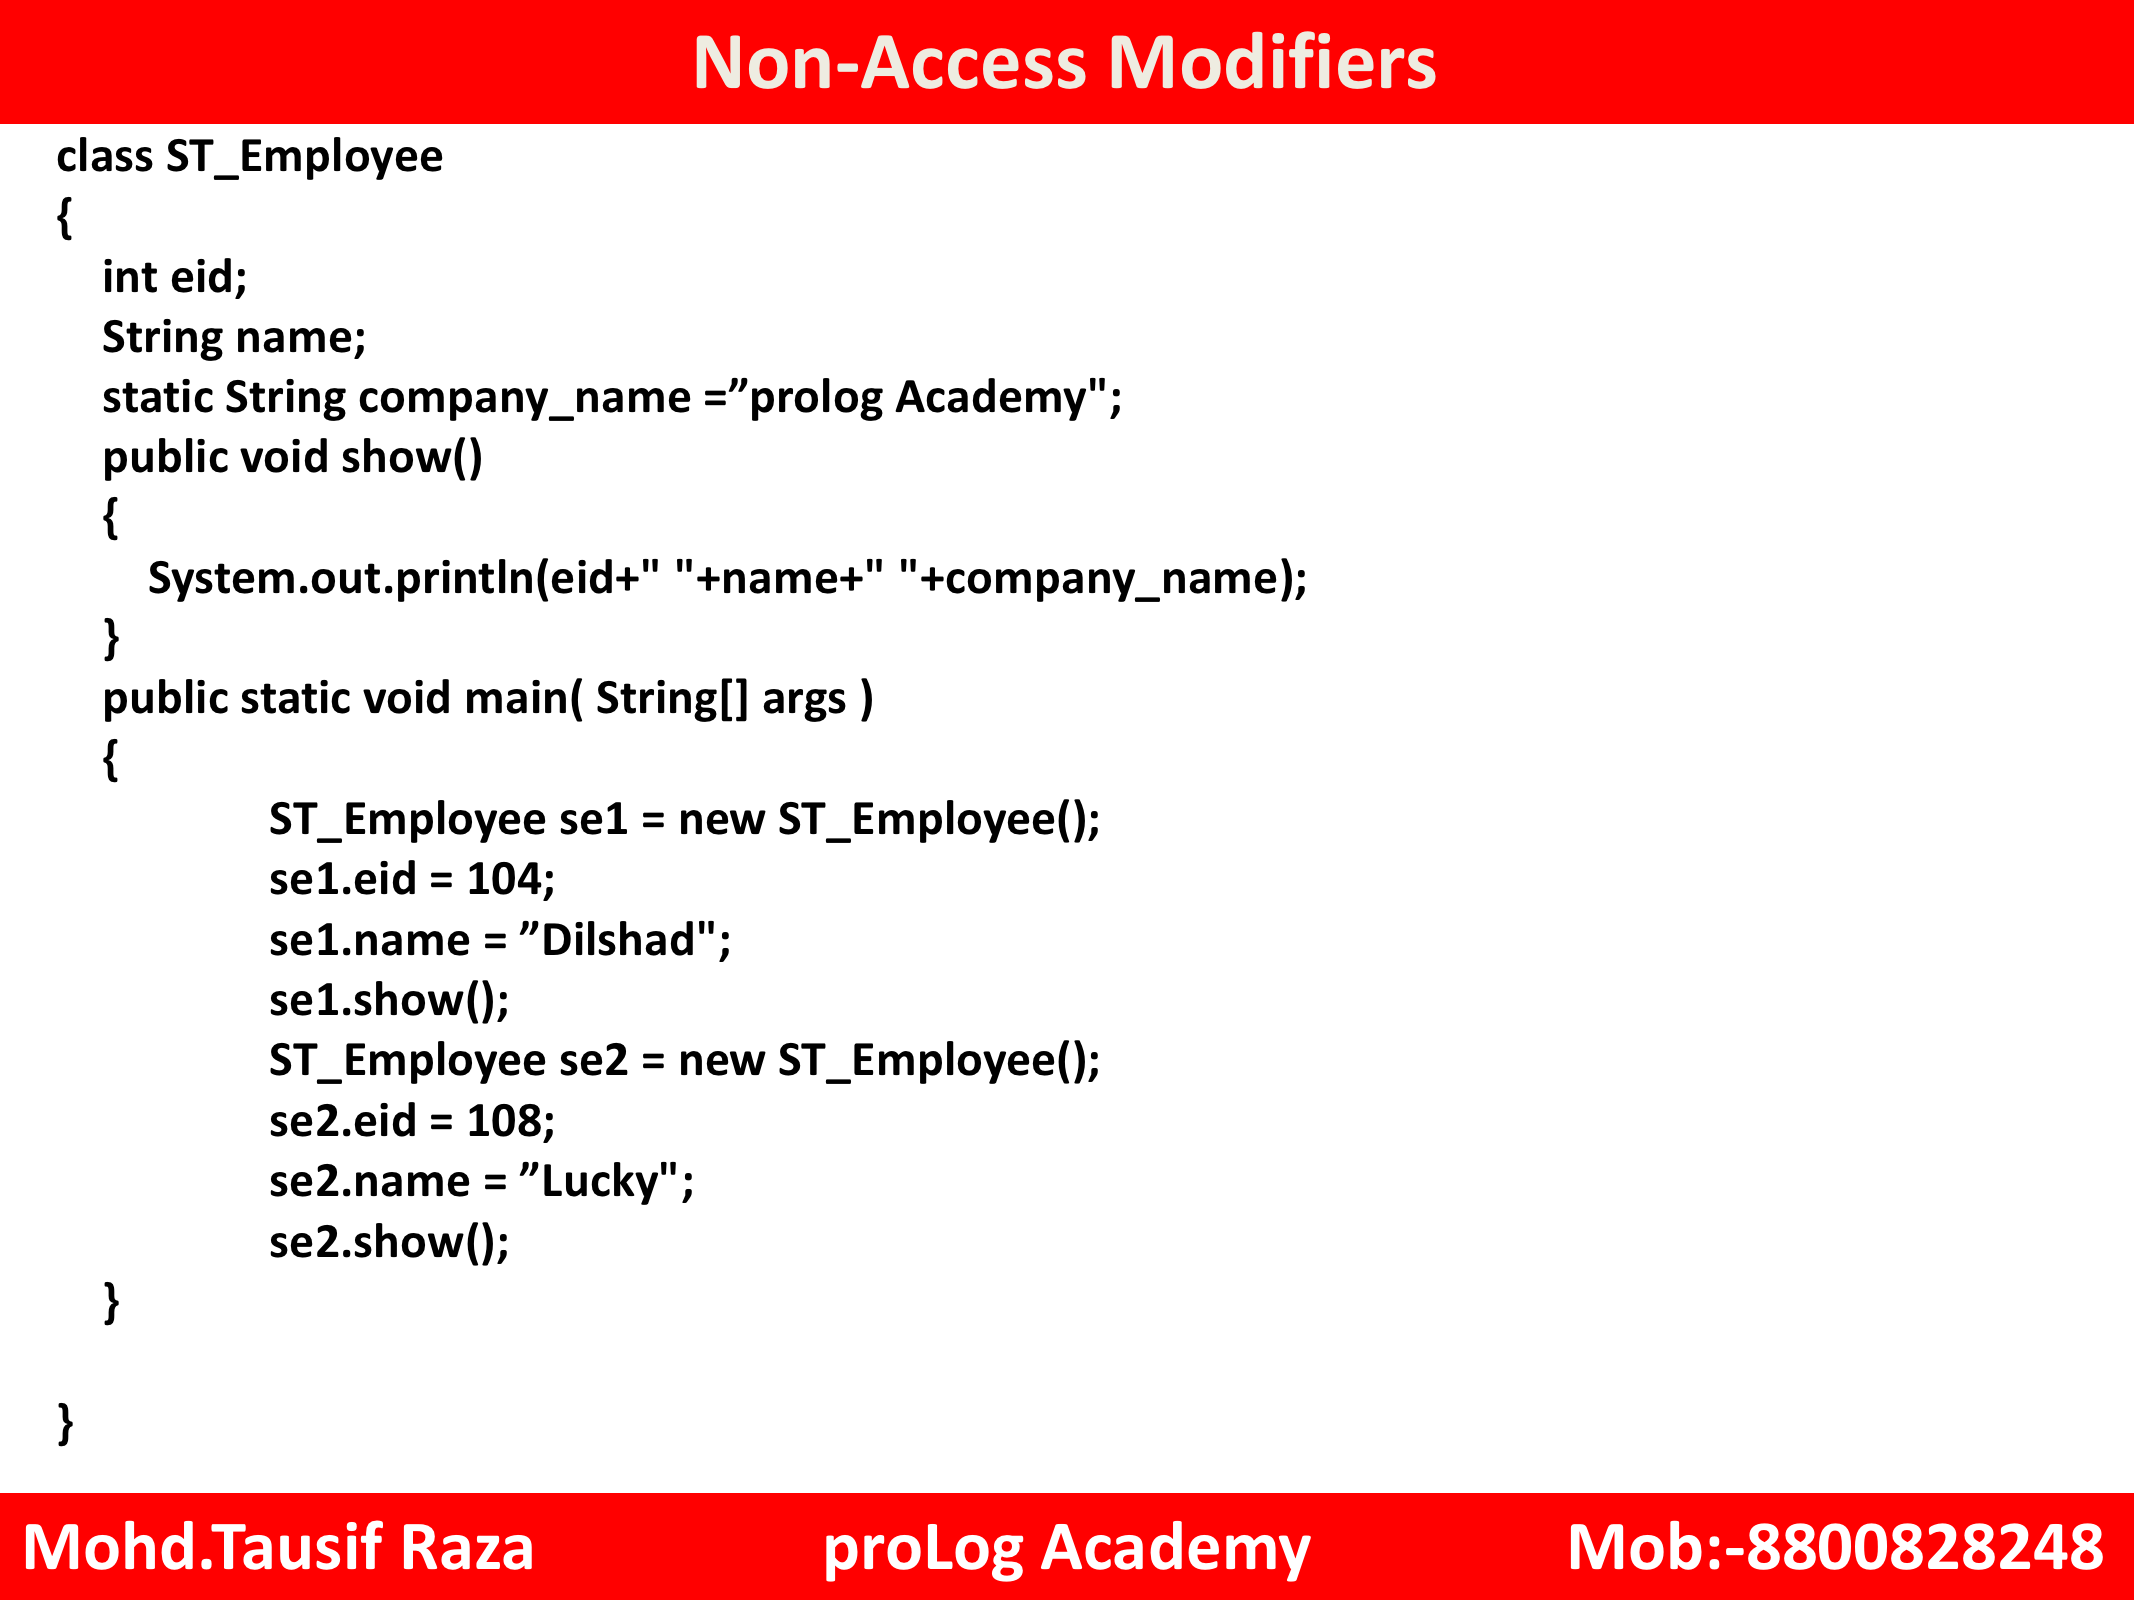 Non-Access Modifiers
class ST_Employee
{
int eid;
String name;
static String company_name =”prolog Academy";
public void show()
{
System.out.println(eid+" "+name+" "+company_name);
}
public static void main( String[] args )
{
ST_Employee se1 = new ST_Employee();
se1.eid = 104;
se1.name = ”Dilshad";
se1.show();
ST_Employee se2 = new ST_Employee();
se2.eid = 108;
se2.name = ”Lucky";
se2.show();
}
}
Mohd.Tausif Raza proLog Academy Mob:-8800828248